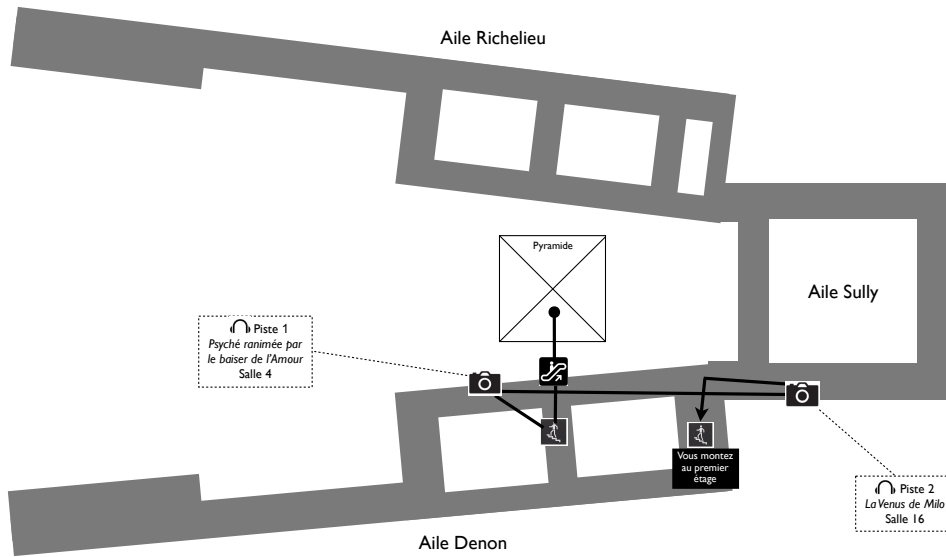 Aile Richelieu
Pyramide
Aile Sully
Piste 1
Psyché ranimée par
le baiser de l'Amour
Salle 4
Vous montez
au premier
étage
Piste 2
La Venus de Milo
Salle 16
Aile Denon